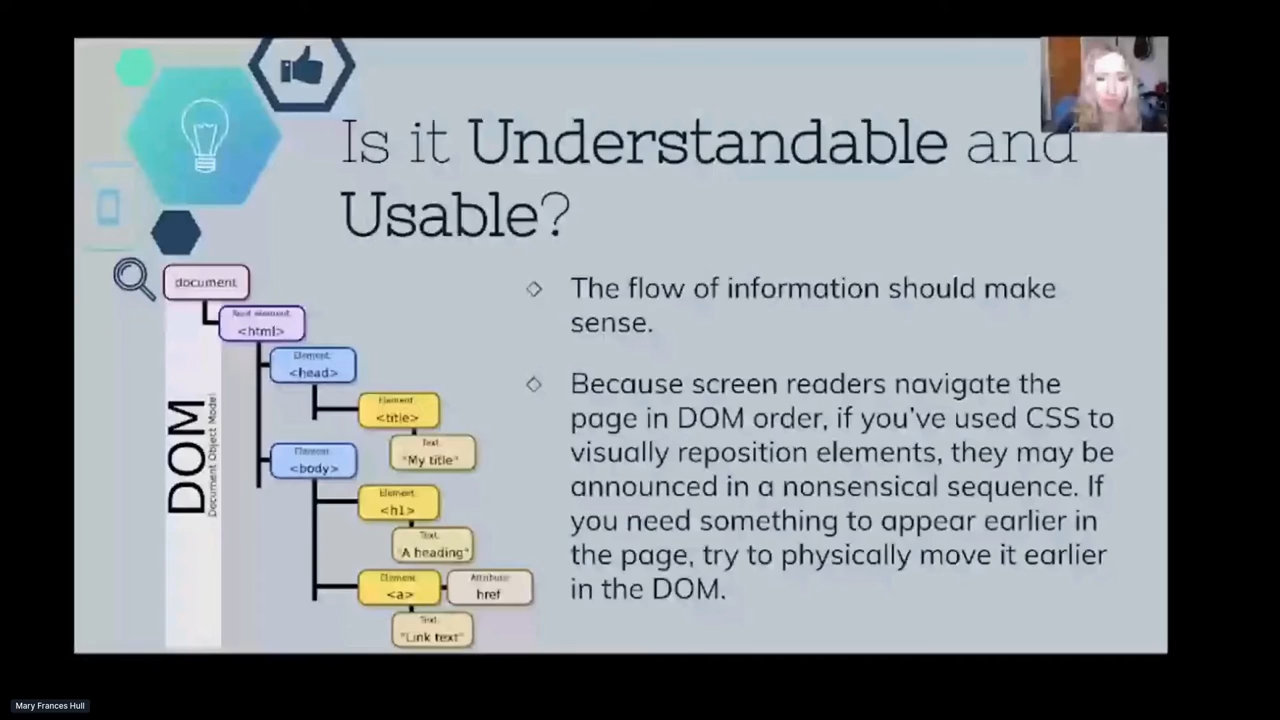 Is it Understandable and
Usable?
The flow of information should make
sense.
Because screen readers navigate the
page in DOM order, if you’ve used CSS to
visually reposition elements, they may be
announced in a nonsensical sequence. If
you need something to appear earlier in
the page, try to physically move it earlier
in the DOM.
document
Root element
<html>
Element
<head>
Element
<title>
Text
"My title"
Element
<body>
Element
<h1>
Text
"A heading"
Element
<a>
Attribute
href
Text
"Link text"
DOM
Document Object Model
Mary Frances Hull